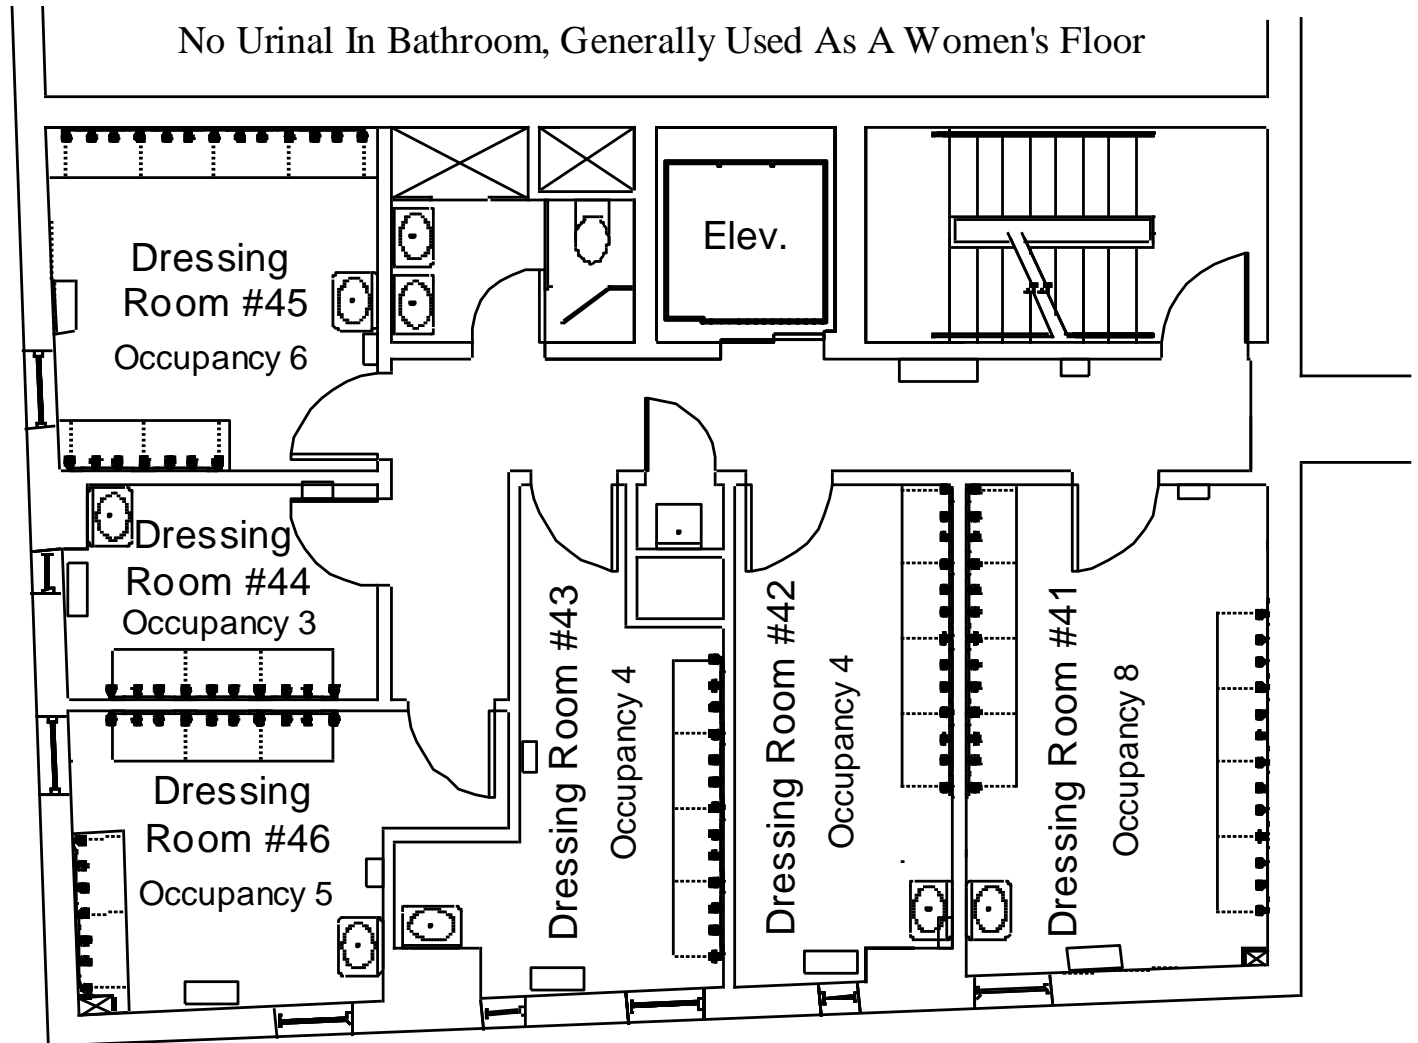 No Urinal In Bathroom, Generally Used As A Women's Floor
Elev.
Dressing
Room #45
Occupancy 6
Dressing
Room #44
Occupancy 3
Dressing
Room #46
Occupancy 5
Dressing Room #43
Occupancy 4
Dressing Room #42
Occupancy 4
Dressing Room #41
Occupancy 8